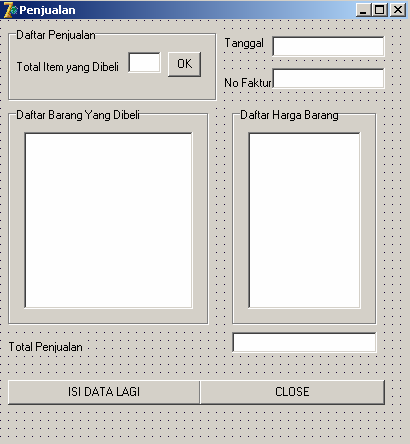 Penjualan
Daftar Penjualan
Total Item yang Dibeli
OK
Tanggal
No Faktur
Daftar Barang Yang Dibeli
Daftar Harga Barang
Total Penjualan
ISI DATA LAGI
CLOSE